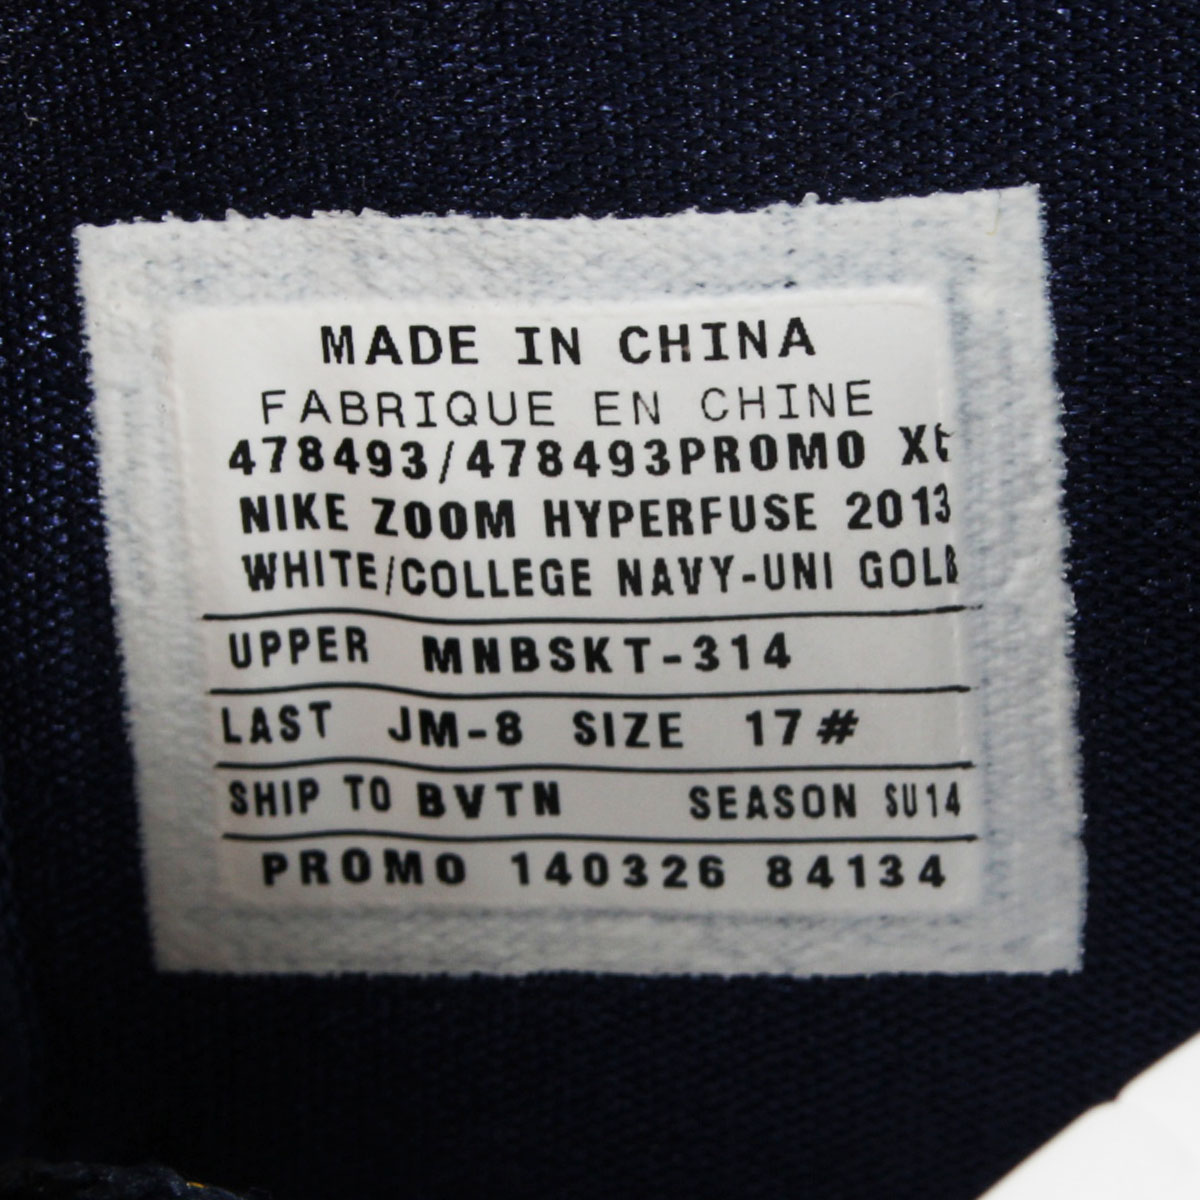 MADE IN CHINA
FABRIQUE EN CHINE
478493/478493PROMO
NIKE ZOOM HYPERFUSE 2013
WHITE/COLLEGE NAVY-UNI GOL
UPPER MNBSKT-314
LAST JM-8 SIZE 17#
SHIP TO BVTN SEASON SU14
PROMO 140326 84134